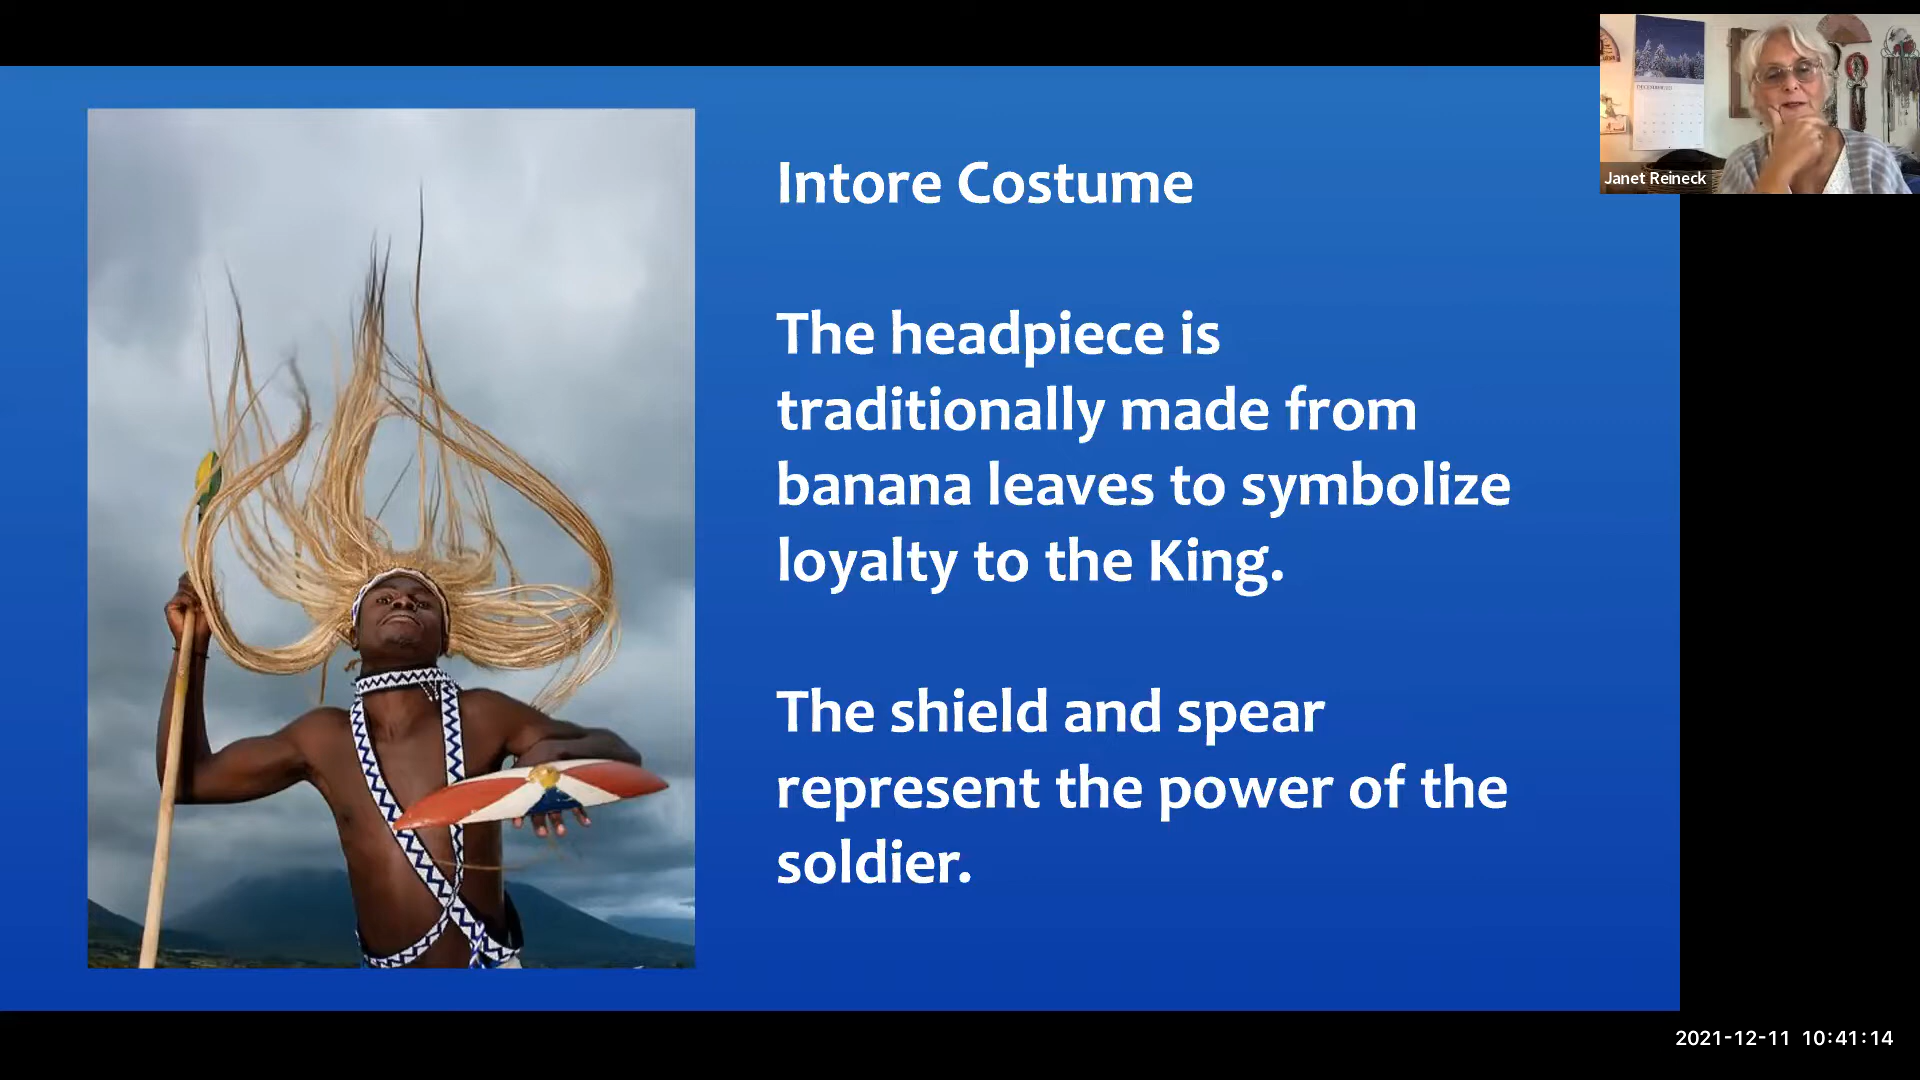 Intore Costume
The headpiece is
traditionally made from
banana leaves to symbolize
loyalty to the King.
The shield and spear
represent the power of the
soldier.
Janet Reineck
2021-12-11 10:41:14